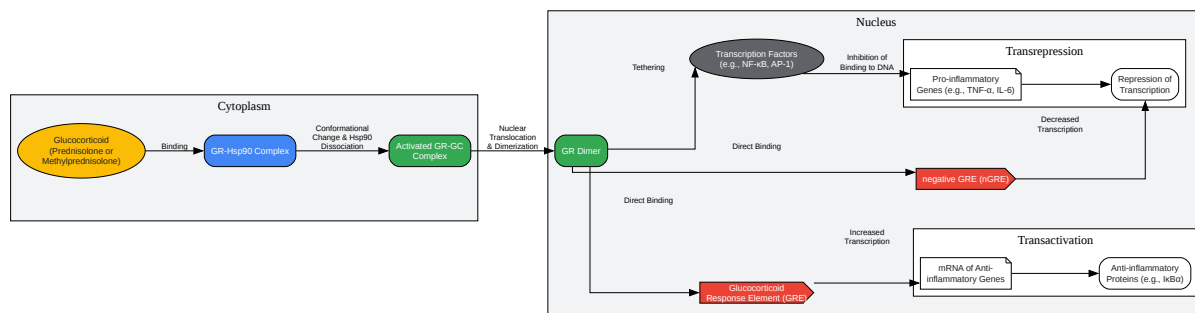 Nucleus
Transcription Factors
(e.g., NF-κB, AP-1)
Tethering
Inhibition of
Binding to DNA
Transrepression
Pro-inflammatory
Genes (e.g., TNF-α, IL-6)
Repression of
Transcription
Cytoplasm
Glucocorticoid
(Prednisolone or
Methylprednisolone)
Binding
GR-Hsp90 Complex
Conformational
Change & Hsp90
Dissociation
Activated GR-GC
Complex
Nuclear
Translocation
& Dimerization
GR Dimer
Direct Binding
Decreased
Transcription
negative GRE (nGRE)
Direct Binding
Increased
Transcription
Transactivation
Glucocorticoid
Response Element (GRE)
mRNA of Anti-
inflammatory Genes
Anti-inflammatory
Proteins (e.g., IκBα)